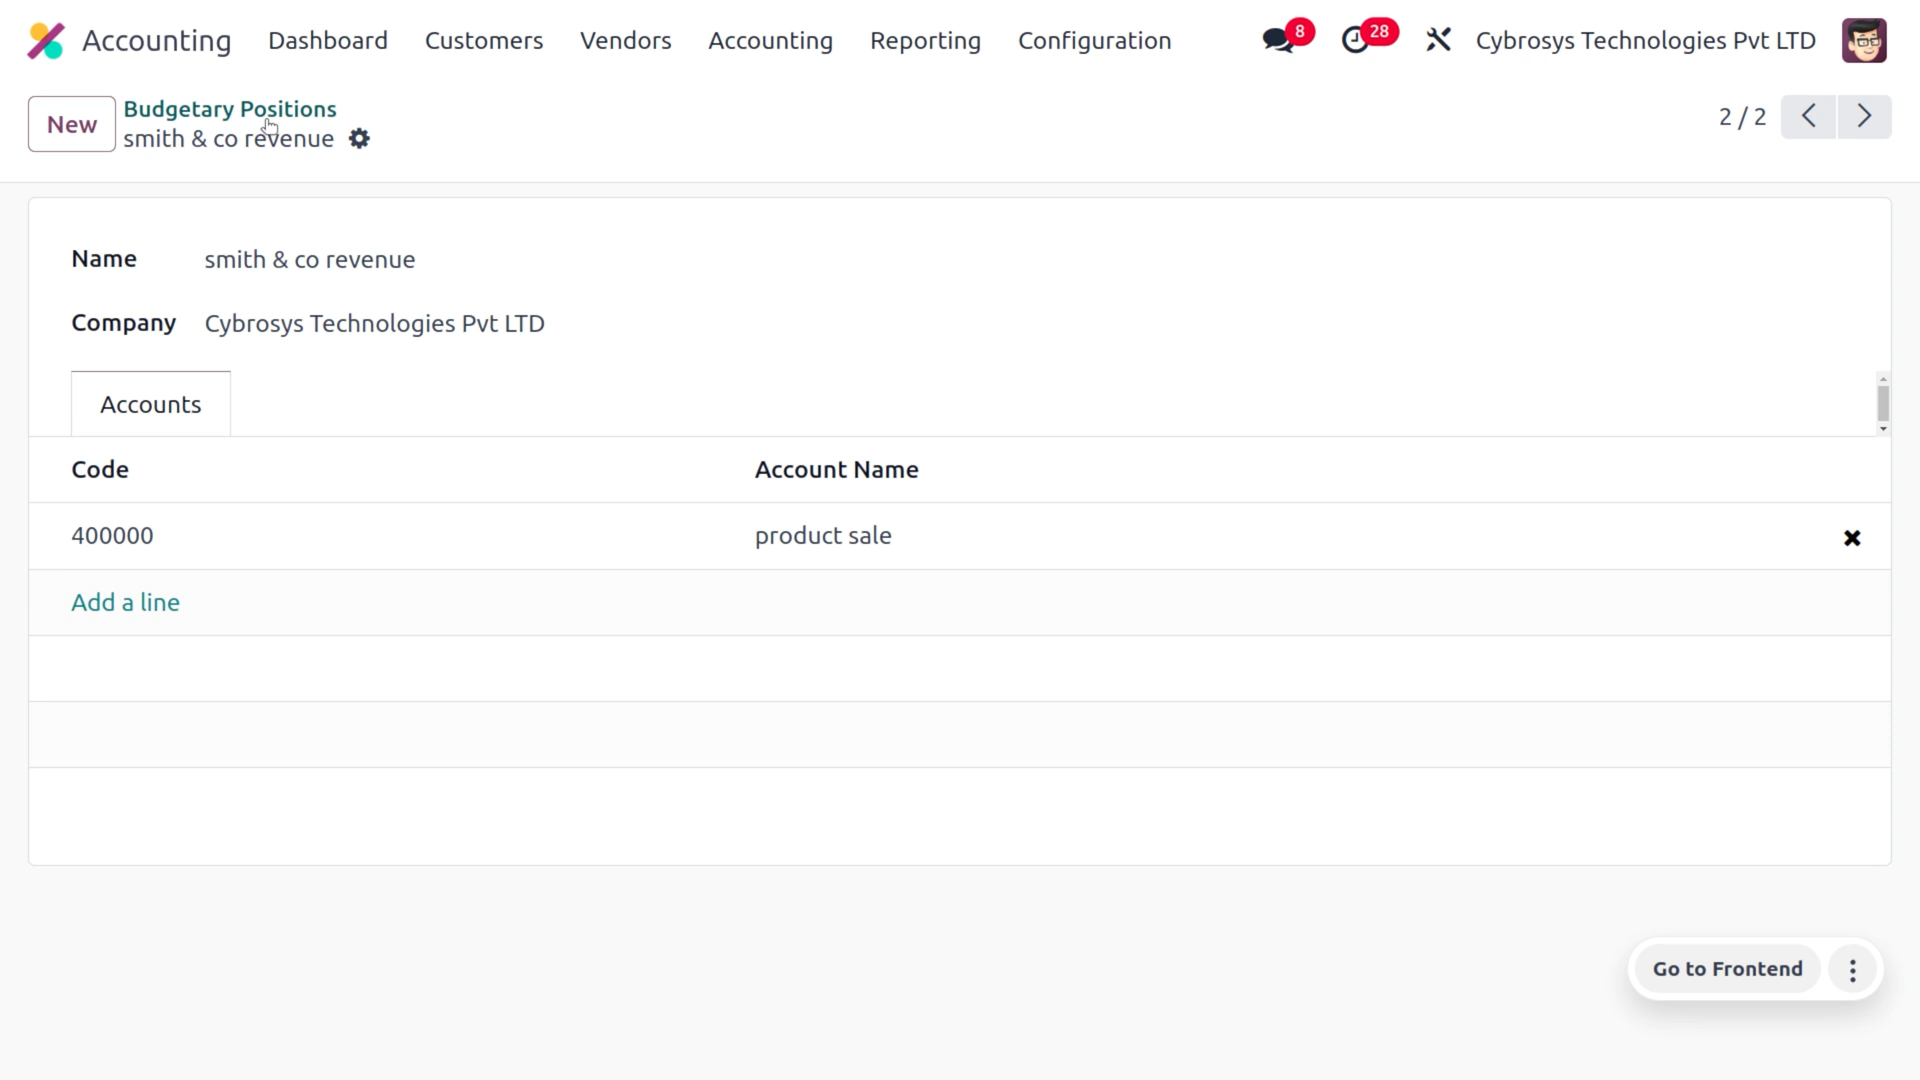 Accounting Dashboard Customers Vendors Accounting Reporting Configuration 8 28 Cybrosys Technologies Pvt LTD
New Budgetary Positions
smith & co revenue
2 / 2
Name smith & co revenue
Company Cybrosys Technologies Pvt LTD
Accounts
Code Account Name
400000 product sale
Add a line
Go to Frontend